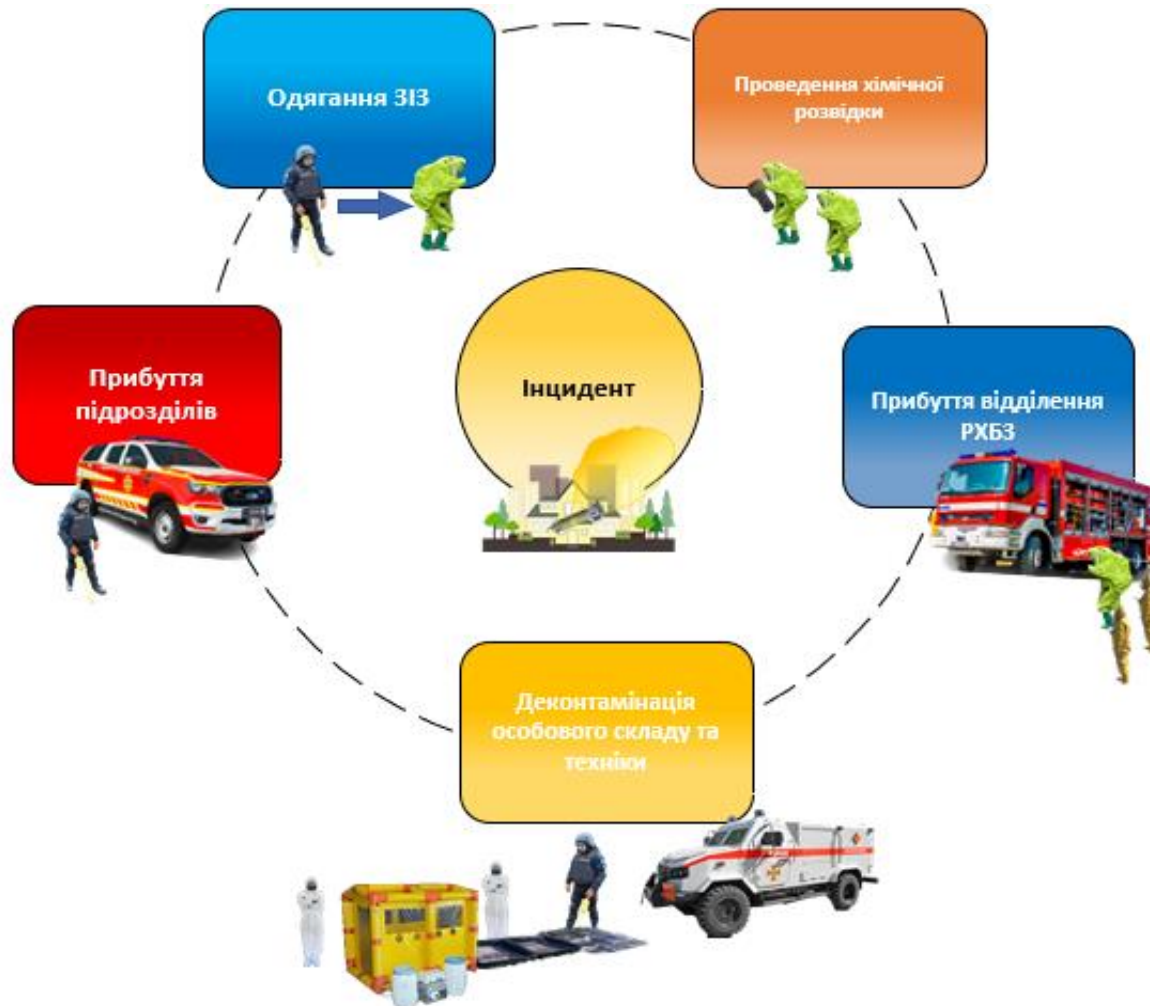 Одягання ЗІЗ
Проведення хімічної
розвідки
Прибуття
підрозділів
Інцидент
Прибуття відділення
РХБЗ
Деконтамінація
особового складу та
техніки